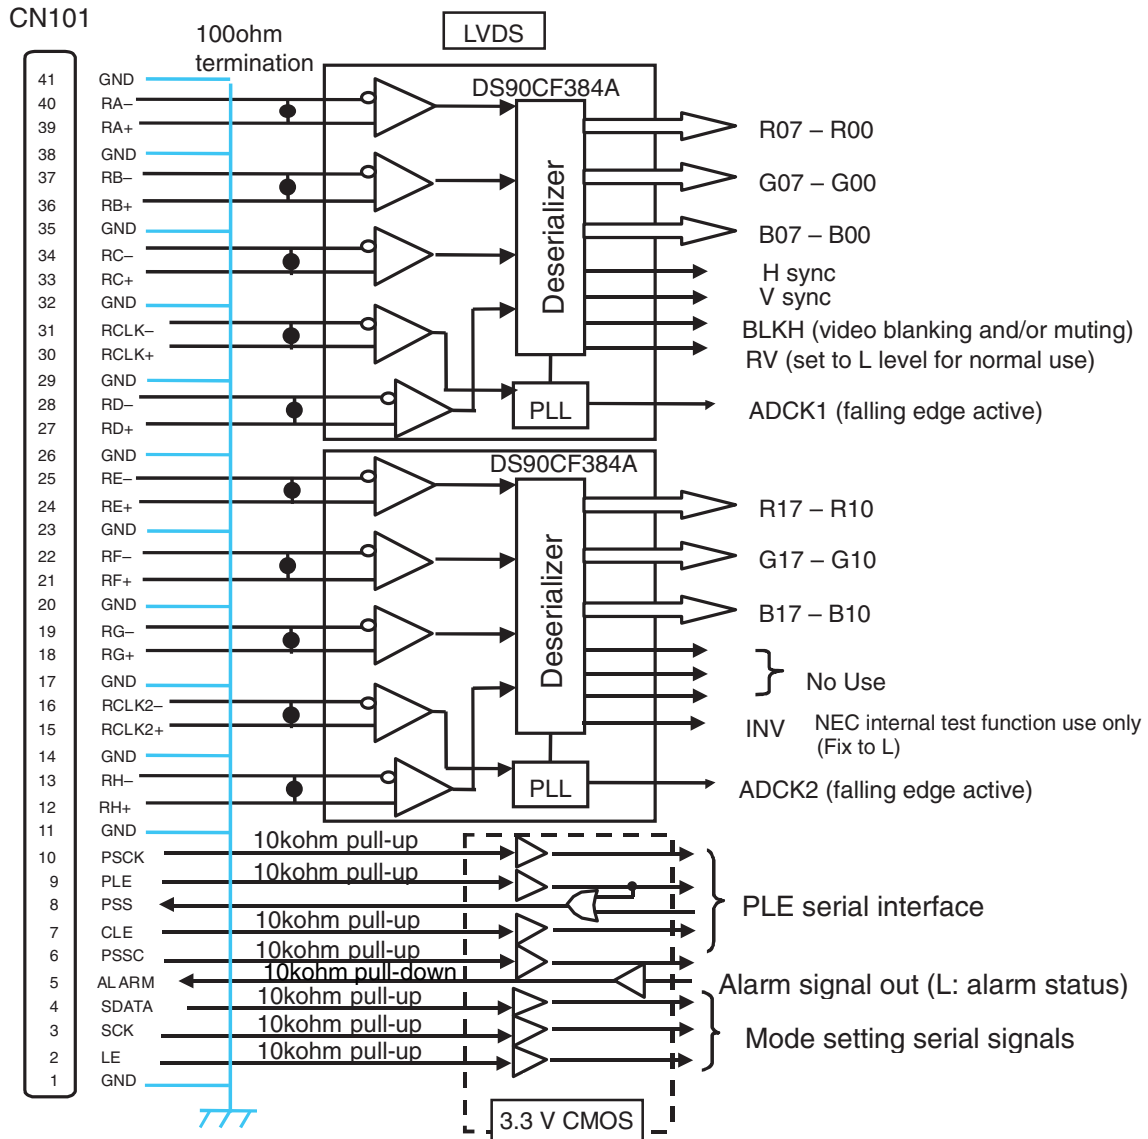 CN101
100ohm
termination
LVDS
DS90CF384A
41 GND
40 RA–
39 RA+
38 GND
37 RB–
36 RB+
35 GND
34 RC–
33 RC+
32 GND
31 RCLK–
30 RCLK+
29 GND
28 RD–
27 RD+
Deserializer
PLL
R07 – R00
G07 – G00
B07 – B00
H sync
V sync
BLKH (video blanking and/or muting)
RV (set to L level for normal use)
ADCK1 (falling edge active)
DS90CF384A
26 GND
25 RE–
24 RE+
23 GND
22 RF–
21 RF+
20 GND
19 RG–
18 RG+
17 GND
16 RCLK2–
15 RCLK2+
14 GND
13 RH–
12 RH+
11 GND
Deserializer
PLL
R17 – R10
G17 – G10
B17 – B10
No Use
INV NEC internal test function use only
(Fix to L)
ADCK2 (falling edge active)
10 PSCK 10kohm pull-up
9 PLE 10kohm pull-up
8 PSS
7 CLE 10kohm pull-up
6 PSSC 10kohm pull-up
PLE serial interface
5 ALARM 10kohm pull-down
Alarm signal out (L: alarm status)
4 SDATA 10kohm pull-up
3 SCK 10kohm pull-up
2 LE 10kohm pull-up
Mode setting serial signals
1 GND
3.3 V CMOS